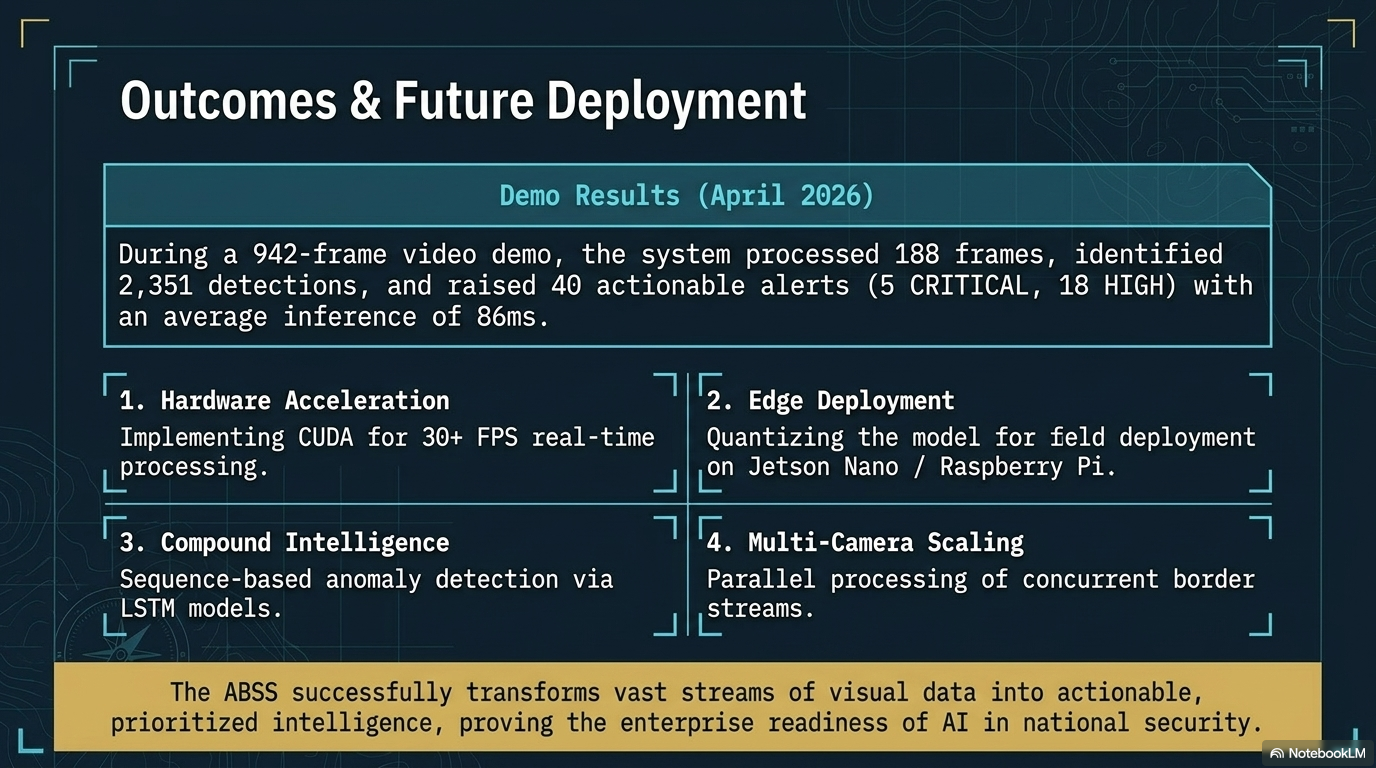 Outcomes & Future Deployment
Demo Results (April 2026)
During a 942-frame video demo, the system processed 188 frames, identified
2,351 detections, and raised 40 actionable alerts (5 CRITICAL, 18 HIGH) with
an average inference of 86ms.
1. Hardware Acceleration
Implementing CUDA for 30+ FPS real-time
processing.
2. Edge Deployment
Quantizing the model for field deployment
on Jetson Nano / Raspberry Pi.
3. Compound Intelligence
Sequence-based anomaly detection via
LSTM models.
4. Multi-Camera Scaling
Parallel processing of concurrent border
streams.
The ABSS successfully transforms vast streams of visual data into actionable,
prioritized intelligence, proving the enterprise readiness of AI in national security.
NotebookLM